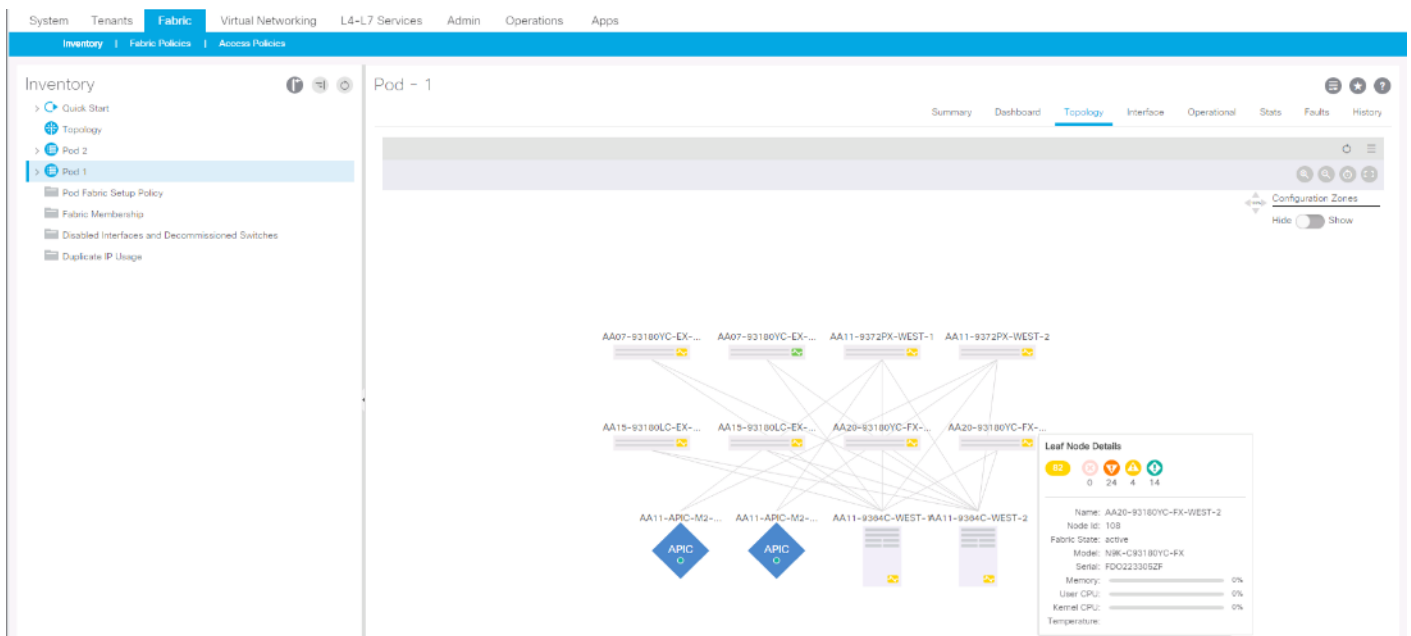 System Tenants Fabric Virtual Networking L4-L7 Services Admin Operations Apps
Inventory | Fabric Policies | Access Policies
Inventory
Quick Start
Topology
Pod 2
Pod 1
Pod Fabric Setup Policy
Fabric Membership
Disabled Interfaces and Decommissioned Switches
Duplicate IP Usage
Pod - 1
Summary Dashboard Topology Interface Operational Stats Faults History
Configuration Zones
Hide Show
AA07-93180YC-EX-... AA07-93180YC-EX-... AA11-9372PX-WEST-1 AA11-9372PX-WEST-2
AA15-93180LC-EX-... AA15-93180LC-EX-... AA20-93180YC-FX-... AA20-93180YC-FX-...
AA11-APIC-M2-... AA11-APIC-M2-... AA11-9364C-WEST-1 AA11-9364C-WEST-2
APIC APIC
Leaf Node Details
82
0 24 4 14
Name: AA20-93180YC-FX-WEST-2
Node Id: 108
Fabric State: active
Model: N9K-C93180YC-FX
Serial: FDO223305ZF
Memory: 0%
User CPU: 0%
Kernel CPU: 0%
Temperature: